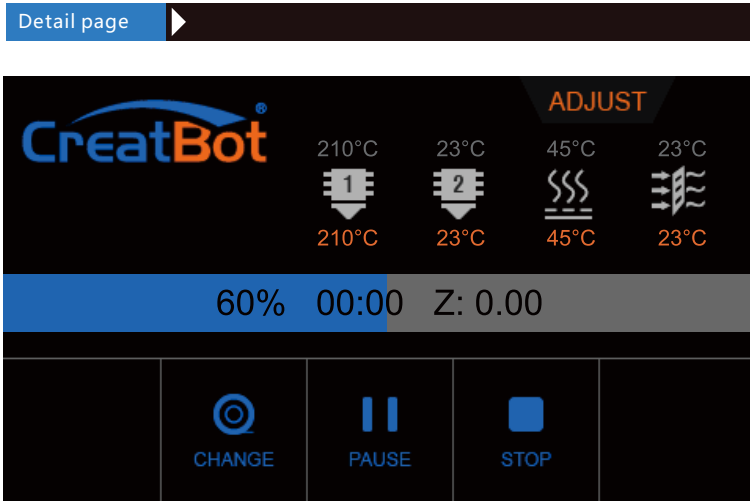 Detail page
ADJUST
CreatBot®
210°C 23°C 45°C 23°C
1 2
210°C 23°C 45°C 23°C
60% 00:00 Z: 0.00
CHANGE PAUSE STOP